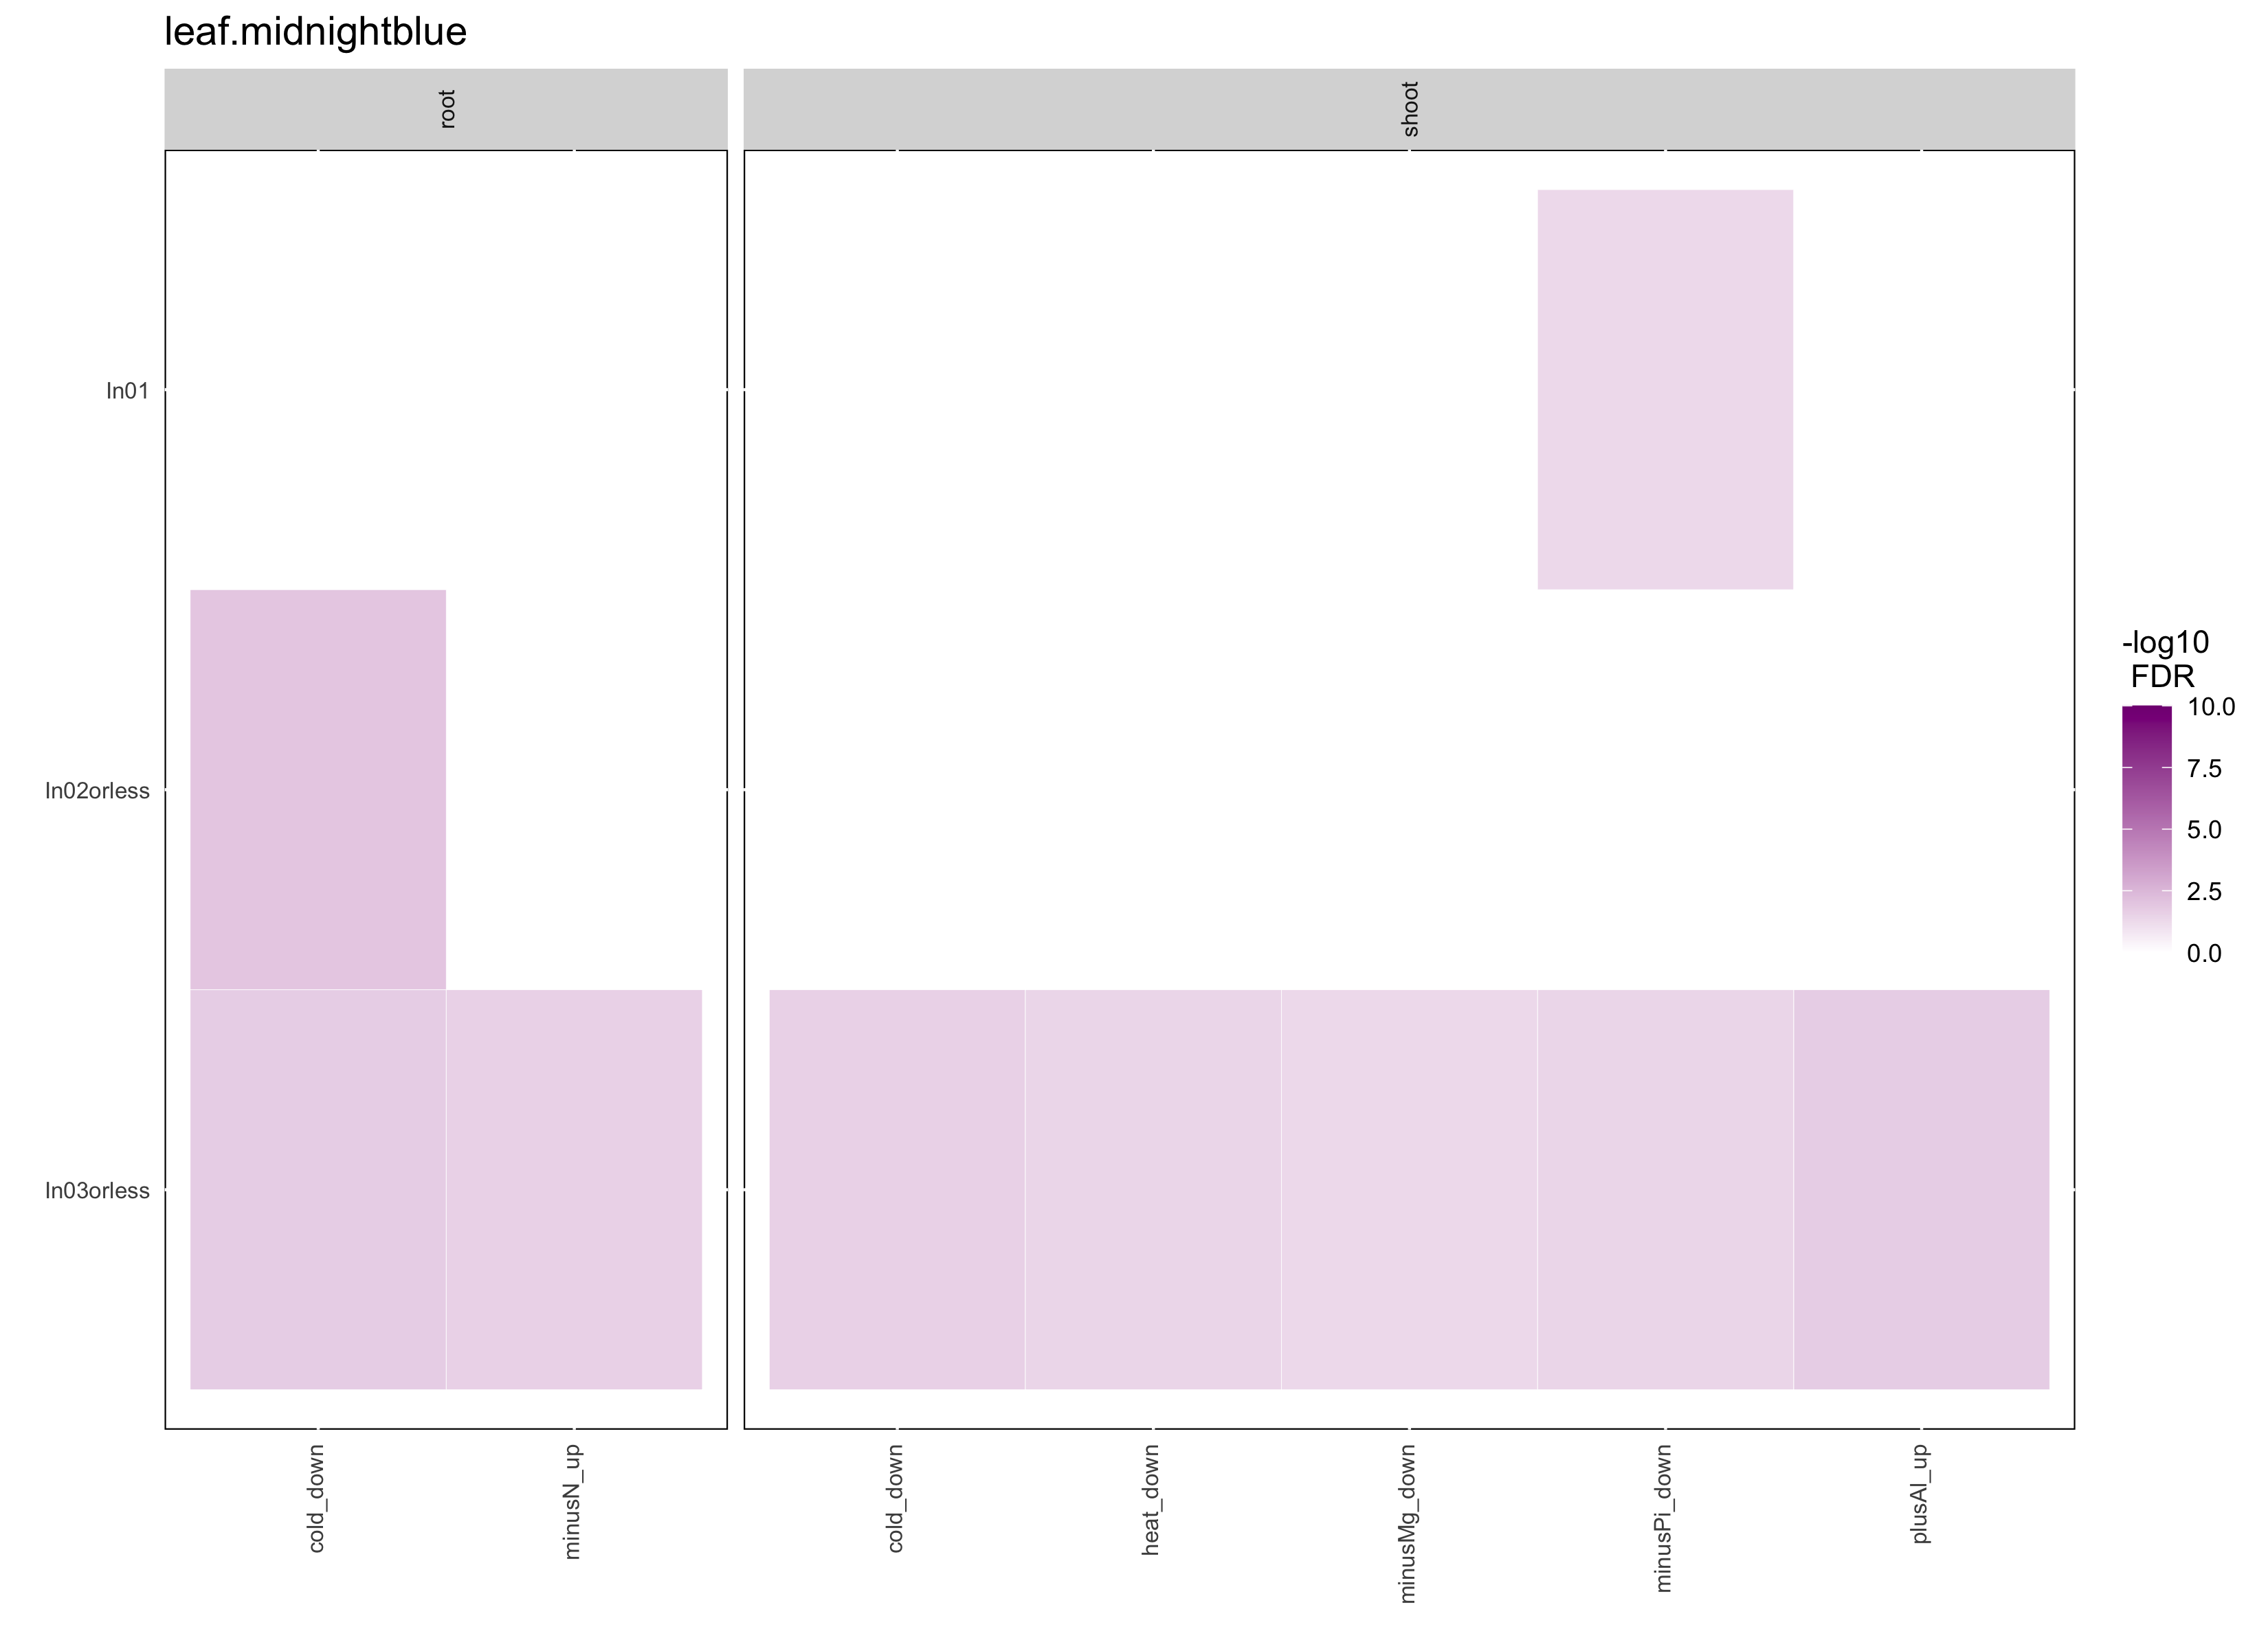 leaf.midnightblue
root
shoot
In01
In02orless
In03orless
cold_down
minusN_up
cold_down
heat_down
minusMg_down
minusPi_down
plusAl_up
-log10
FDR
10.0
7.5
5.0
2.5
0.0